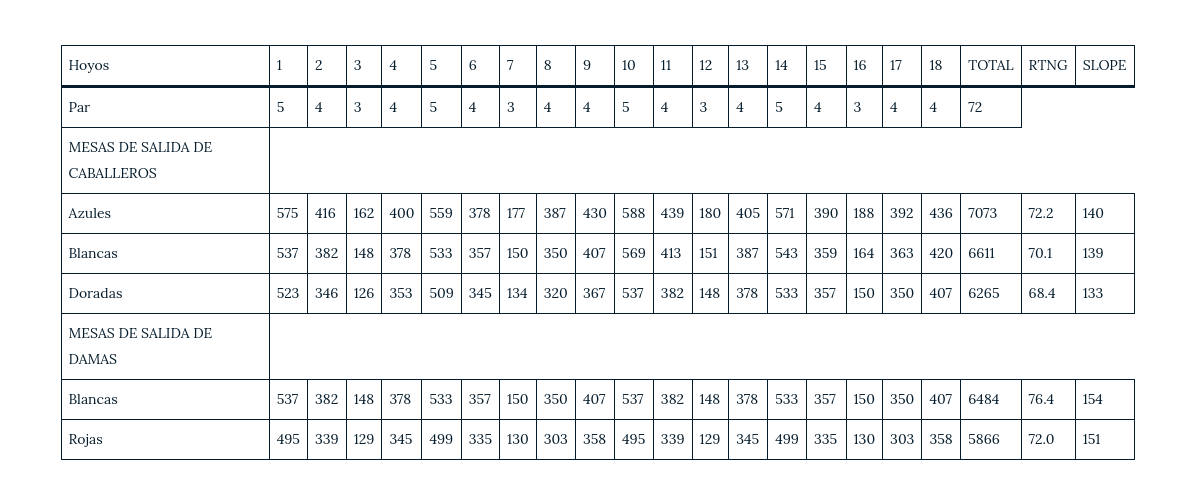 Hoyos 1 2 3 4 5 6 7 8 9 10 11 12 13 14 15 16 17 18 TOTAL RTNG SLOPE
Par 5 4 3 4 5 4 3 4 4 5 4 3 4 5 4 3 4 4 72
MESAS DE SALIDA DE
CABALLEROS
Azules 575 416 162 400 559 378 177 387 430 588 439 180 405 571 390 188 392 436 7073 72.2 140
Blancas 537 382 148 378 533 357 150 350 407 569 413 151 387 543 359 164 363 420 6611 70.1 139
Doradas 523 346 126 353 509 345 134 320 367 537 382 148 378 533 357 150 350 407 6265 68.4 133
MESAS DE SALIDA DE
DAMAS
Blancas 537 382 148 378 533 357 150 350 407 537 382 148 378 533 357 150 350 407 6484 76.4 154
Rojas 495 339 129 345 499 335 130 303 358 495 339 129 345 499 335 130 303 358 5866 72.0 151